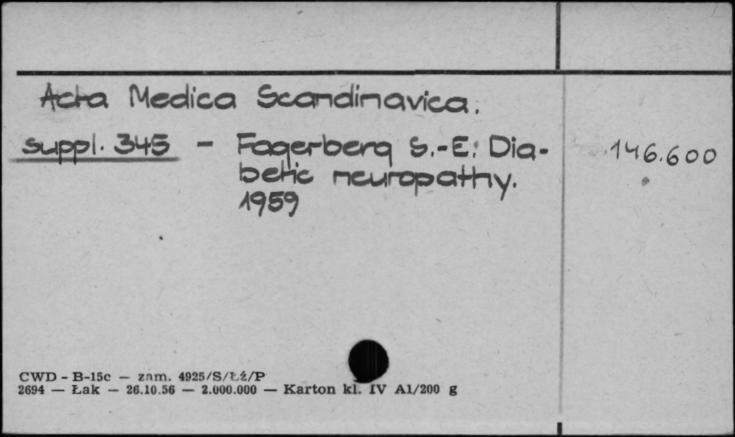 Acta Medica Scandinavica.
suppl. 345 - Fagerberg S.-E: Dia- 146.600
betic neuropathy.
1959
CWD - B-15c — zam. 4925/S/Łź/P
2694 — Łak — 26.10.56 — 2.000.000 — Karton kl. IV A1/200 g